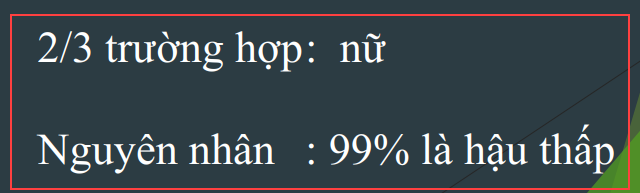 2/3 trường hợp: nữ
Nguyên nhân : 99% là hậu thấp